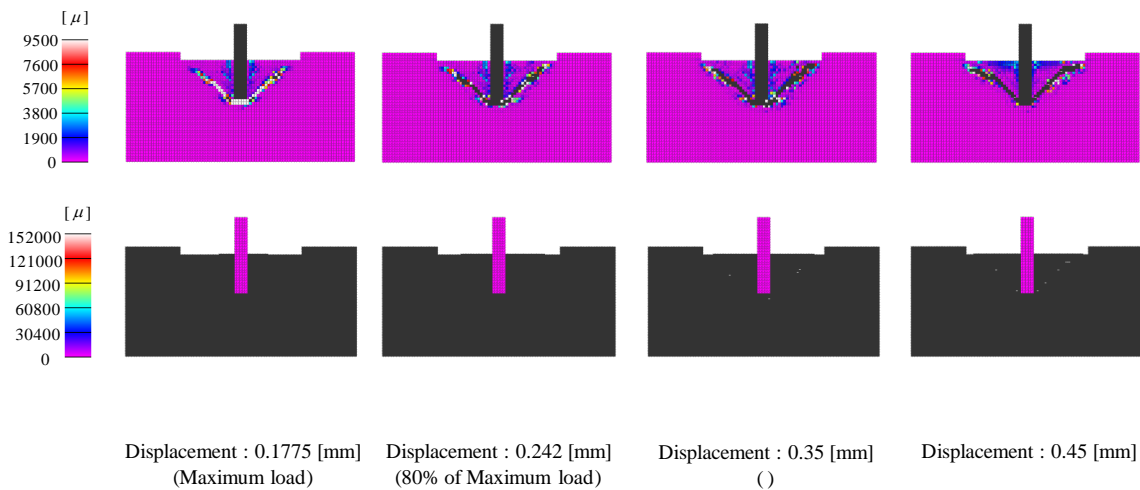 [μ]
9500
7600
5700
3800
1900
0
[μ]
152000
121000
91200
60800
30400
0
Displacement : 0.1775 [mm]
(Maximum load)
Displacement : 0.242 [mm]
(80% of Maximum load)
Displacement : 0.35 [mm]
( )
Displacement : 0.45 [mm]